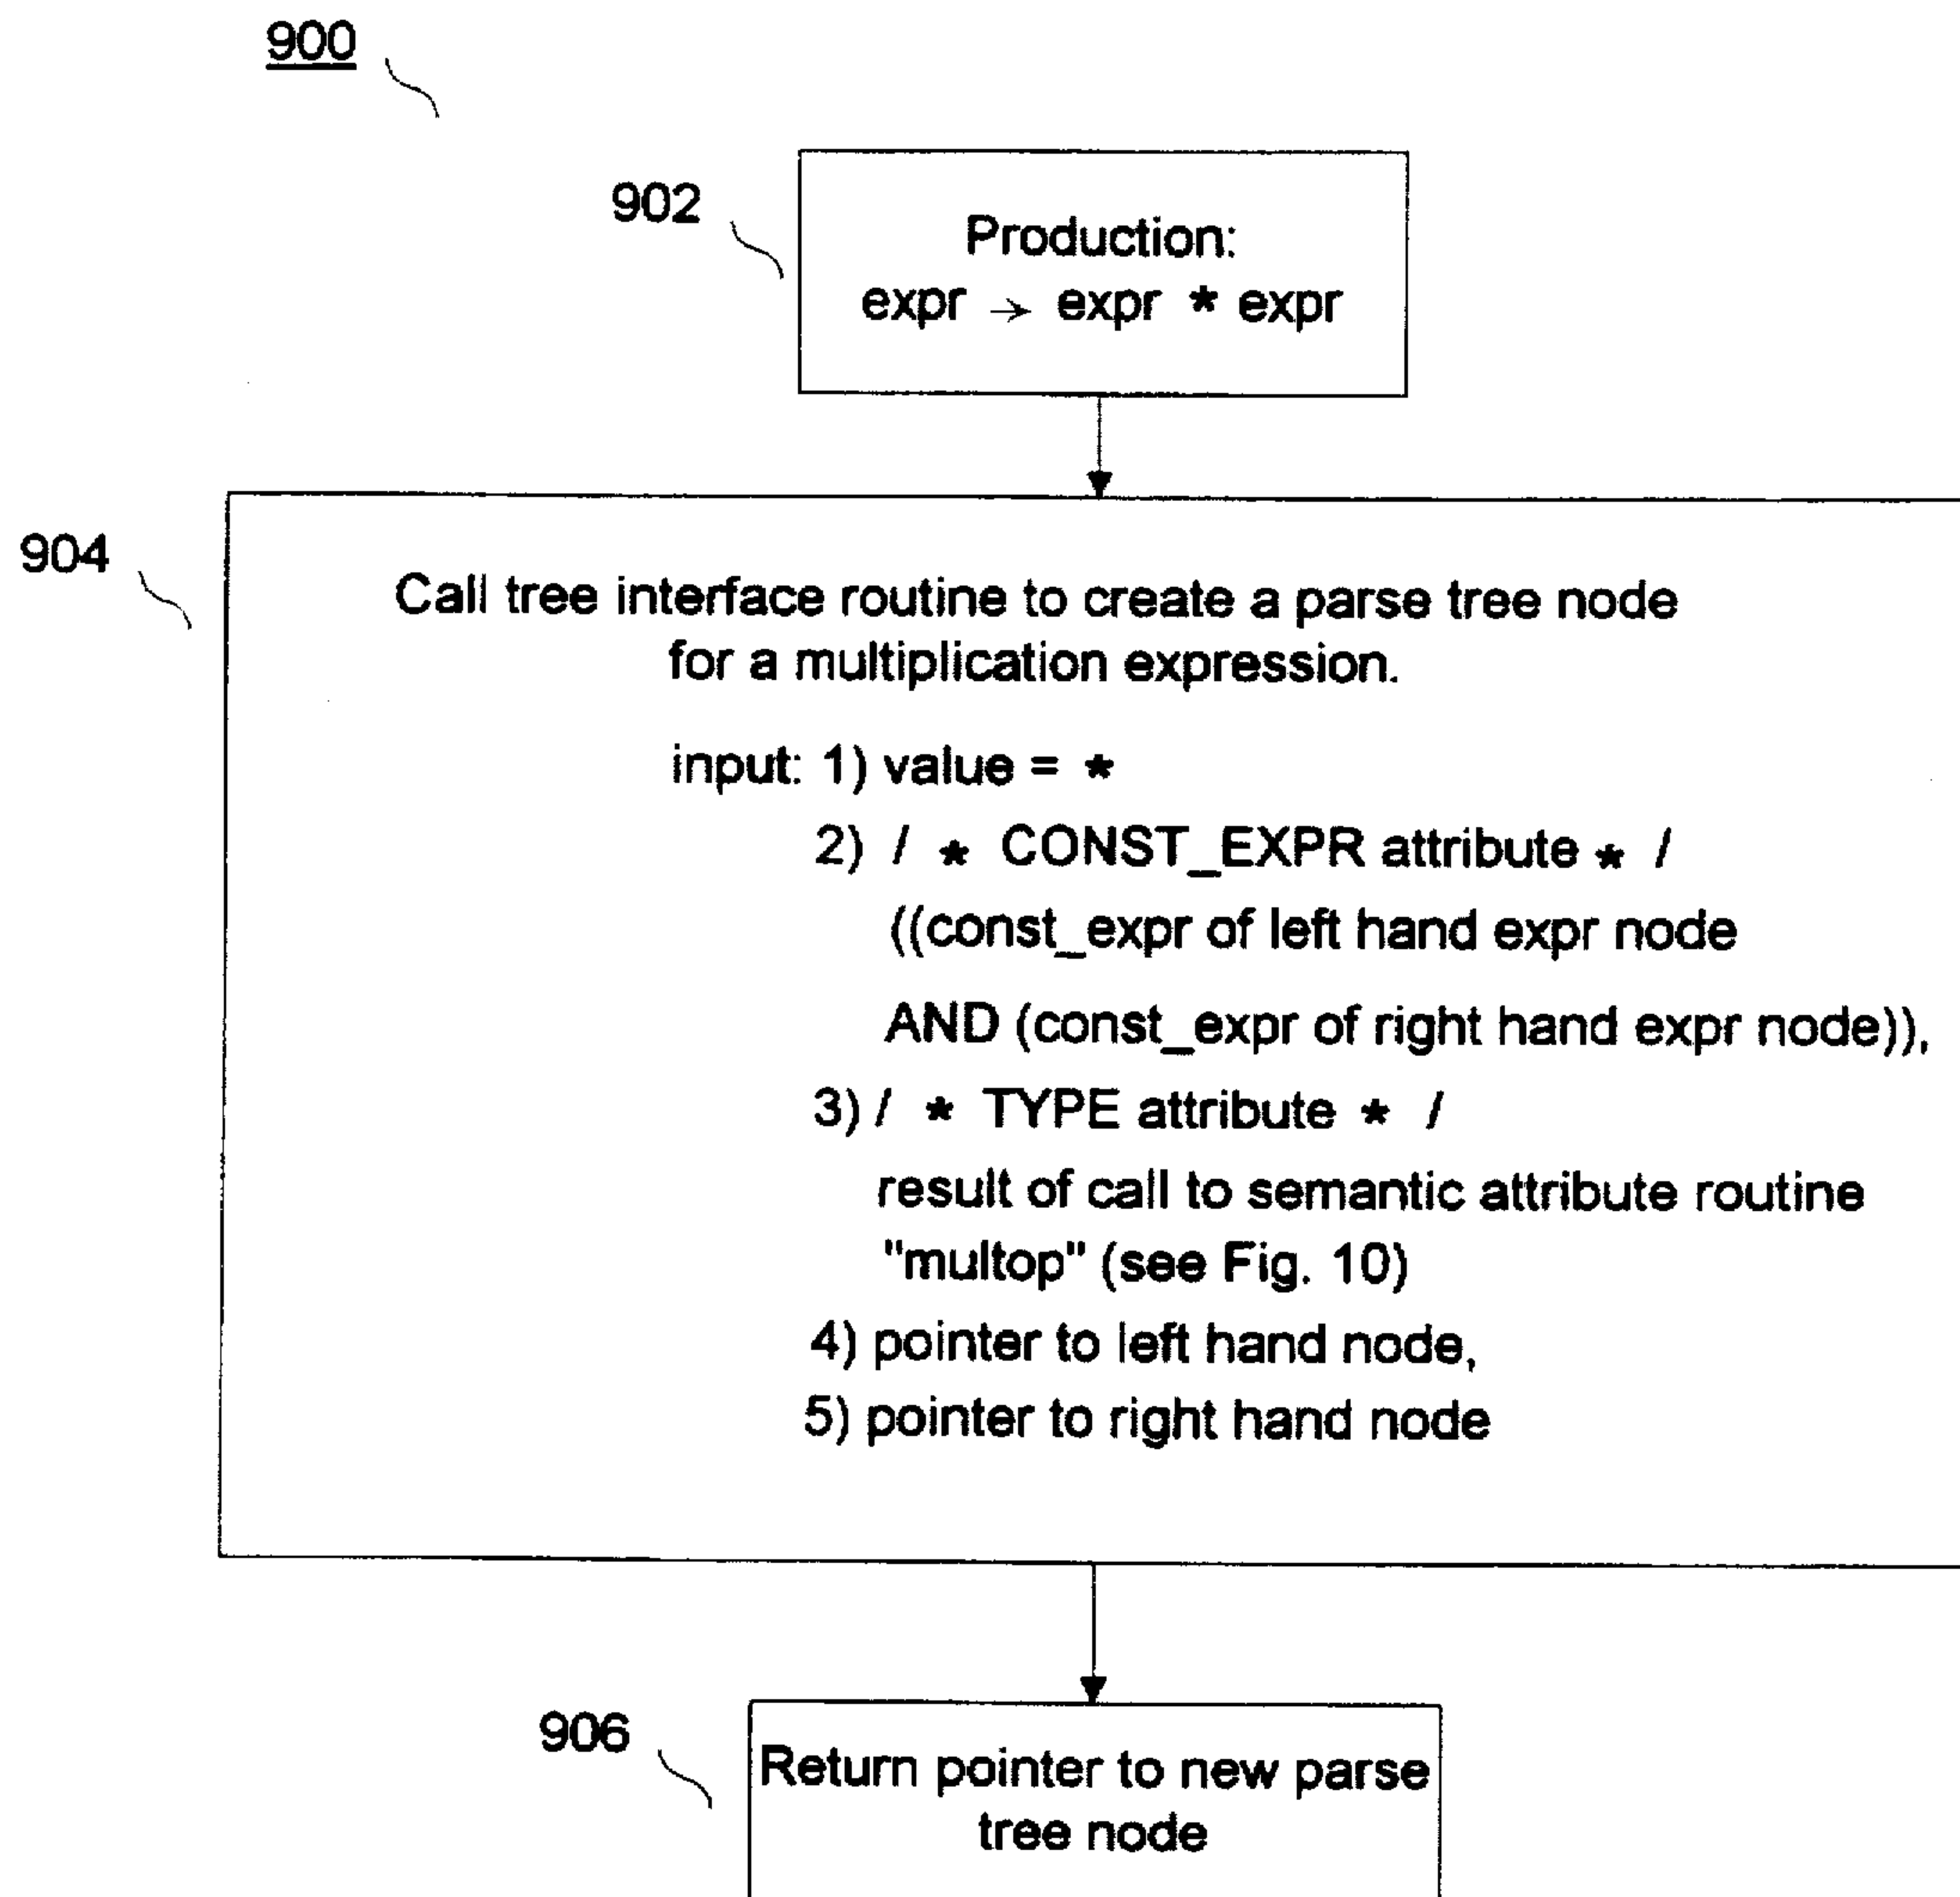 900
902
Production:
expr → expr * expr
904
Call tree interface routine to create a parse tree node
for a multiplication expression.
input: 1) value = *
2) / * CONST_EXPR attribute * /
((const_expr of left hand expr node
AND (const_expr of right hand expr node)),
3) / * TYPE attribute * /
result of call to semantic attribute routine
"multop" (see Fig. 10)
4) pointer to left hand node,
5) pointer to right hand node
906
Return pointer to new parse
tree node